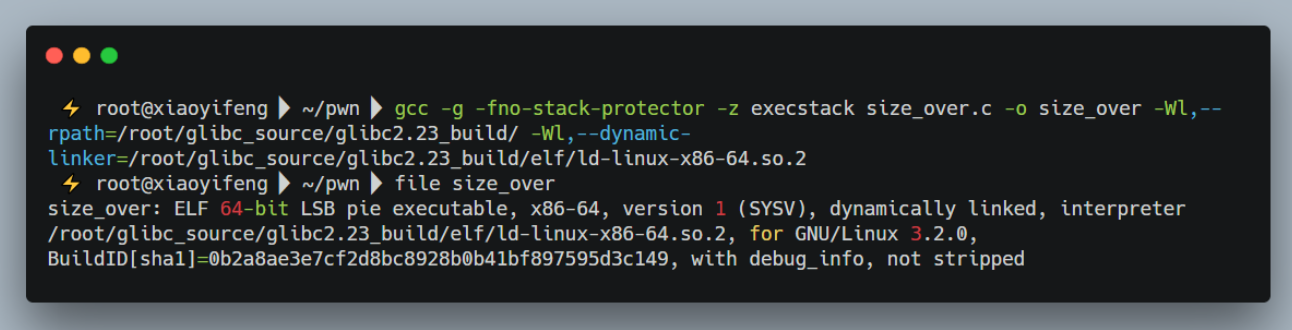 ⚡ root@xiaoyifeng ▶ ~/pwn ▶ gcc -g -fno-stack-protector -z execstack size_over.c -o size_over -Wl,--
rpath=/root/glibc_source/glibc2.23_build/ -Wl,--dynamic-
linker=/root/glibc_source/glibc2.23_build/elf/ld-linux-x86-64.so.2
⚡ root@xiaoyifeng ▶ ~/pwn ▶ file size_over
size_over: ELF 64-bit LSB pie executable, x86-64, version 1 (SYSV), dynamically linked, interpreter
/root/glibc_source/glibc2.23_build/elf/ld-linux-x86-64.so.2, for GNU/Linux 3.2.0,
BuildID[sha1]=0b2a8ae3e7cf2d8bc8928b0b41bf897595d3c149, with debug_info, not stripped